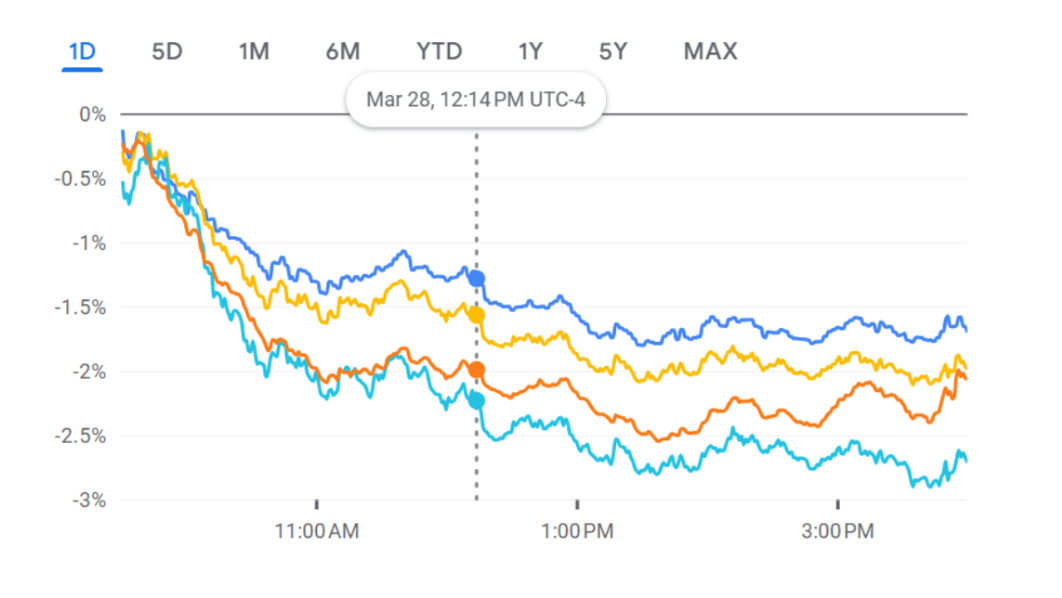 1D 5D 1M 6M YTD 1Y 5Y MAX
Mar 28, 12:14 PM UTC-4
0%
-0.5%
-1%
-1.5%
-2%
-2.5%
-3%
11:00 AM 1:00 PM 3:00 PM